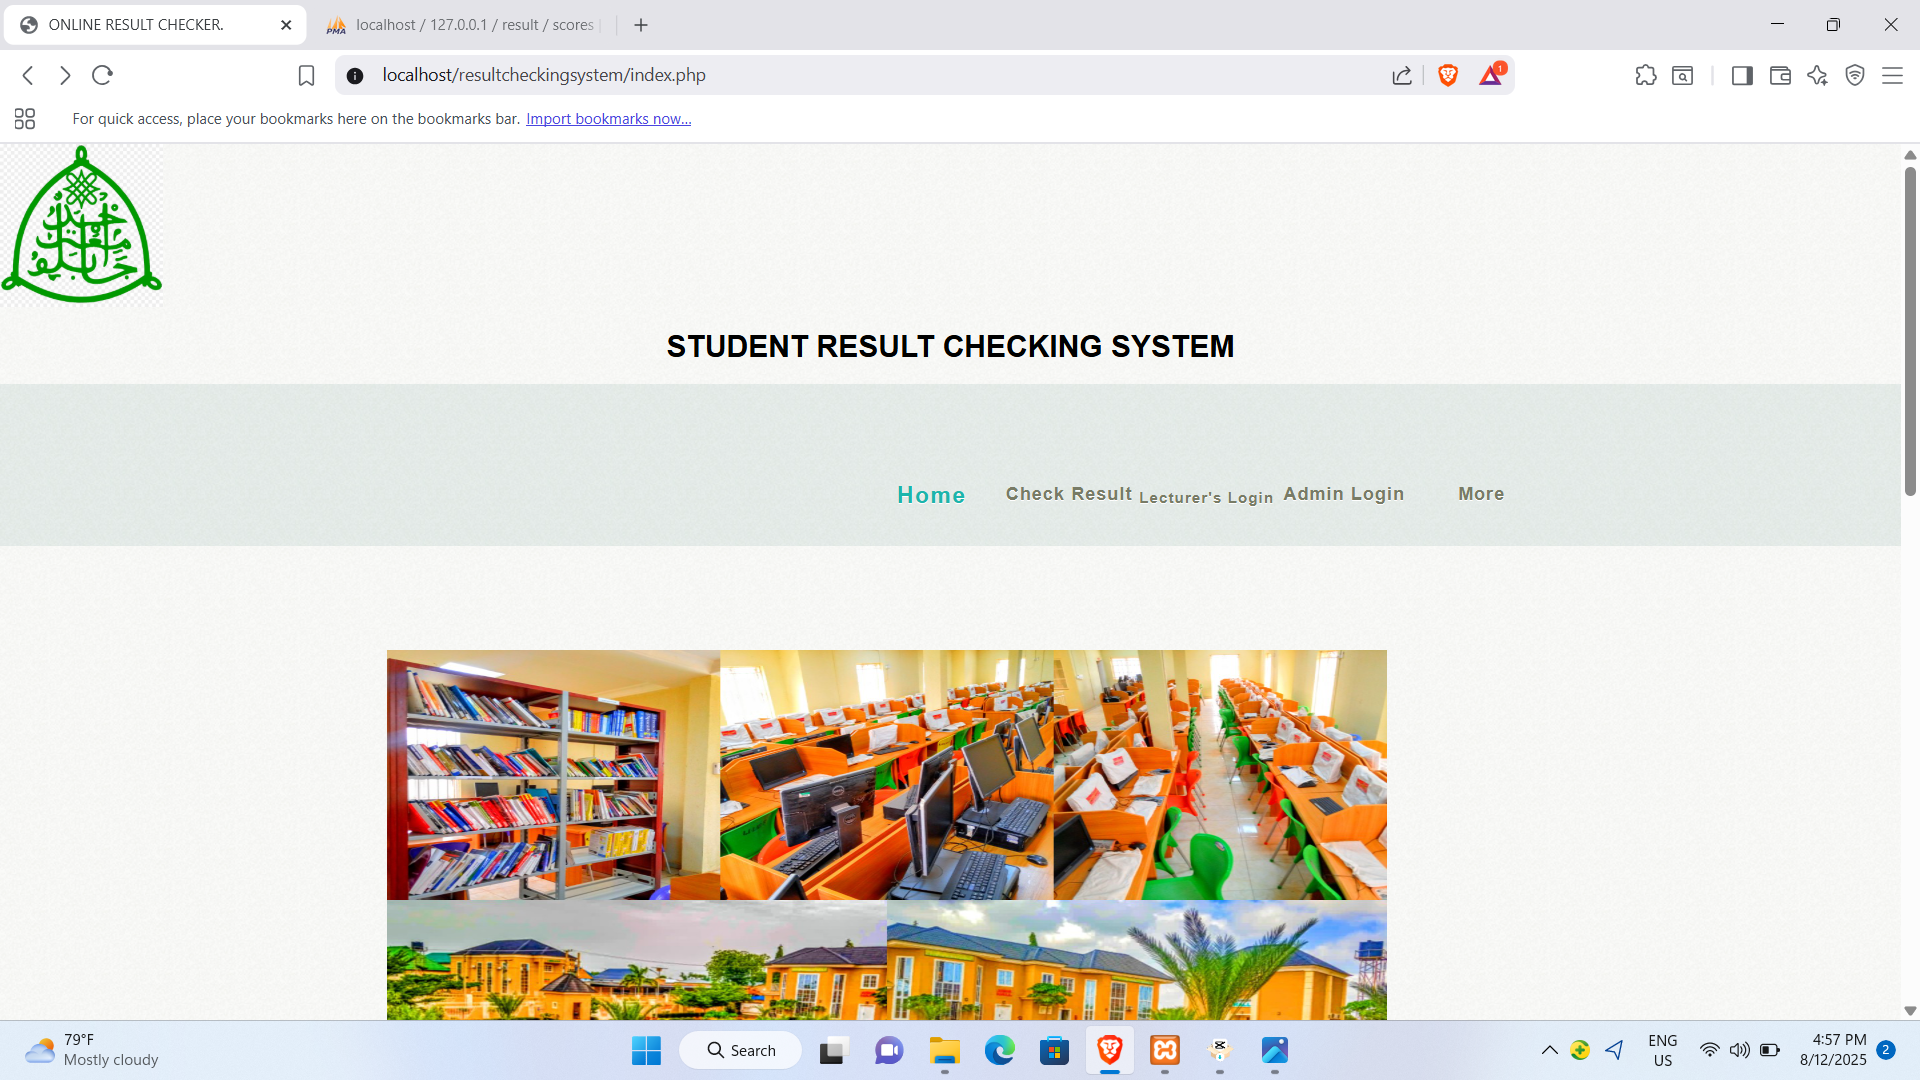 ONLINE RESULT CHECKER.
localhost / 127.0.0.1 / result / scores
localhost/resultcheckingsystem/index.php
1
For quick access, place your bookmarks here on the bookmarks bar. Import bookmarks now...
STUDENT RESULT CHECKING SYSTEM
Home Check Result Lecturer's Login Admin Login More
79°F
Mostly cloudy
Search
ENG
US
4:57 PM
8/12/2025
2